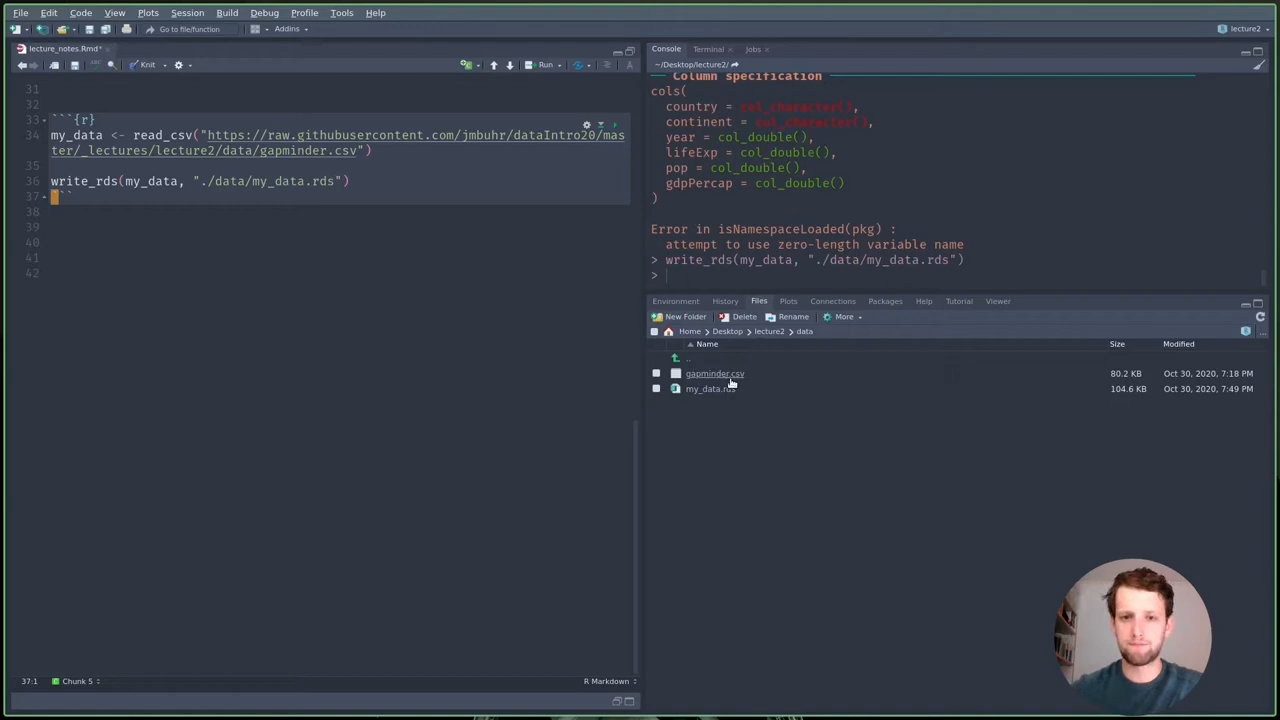 File Edit Code View Plots Session Build Debug Profile Tools Help
Go to file/function Addins lecture2
lecture_notes.Rmd*
Knit Run
31
32
33 ```{r}
34 my_data <- read_csv("https://raw.githubusercontent.com/jmbuhr/dataIntro20/mas
ter/_lectures/lecture2/data/gapminder.csv")
35
36 write_rds(my_data, "./data/my_data.rds")
37 ```
38
39
40
41
42
37:1 Chunk 5 R Markdown
Console Terminal Jobs
~/Desktop/lecture2/
Column specification
cols(
country = col_character(),
continent = col_character(),
year = col_double(),
lifeExp = col_double(),
pop = col_double(),
gdpPercap = col_double()
)
Error in isNamespaceLoaded(pkg) :
attempt to use zero-length variable name
> write_rds(my_data, "./data/my_data.rds")
>
Environment History Files Plots Connections Packages Help Tutorial Viewer
New Folder Delete Rename More
Home Desktop lecture2 data
Name Size Modified
..
gapminder.csv 80.2 KB Oct 30, 2020, 7:18 PM
my_data.rds 104.6 KB Oct 30, 2020, 7:49 PM